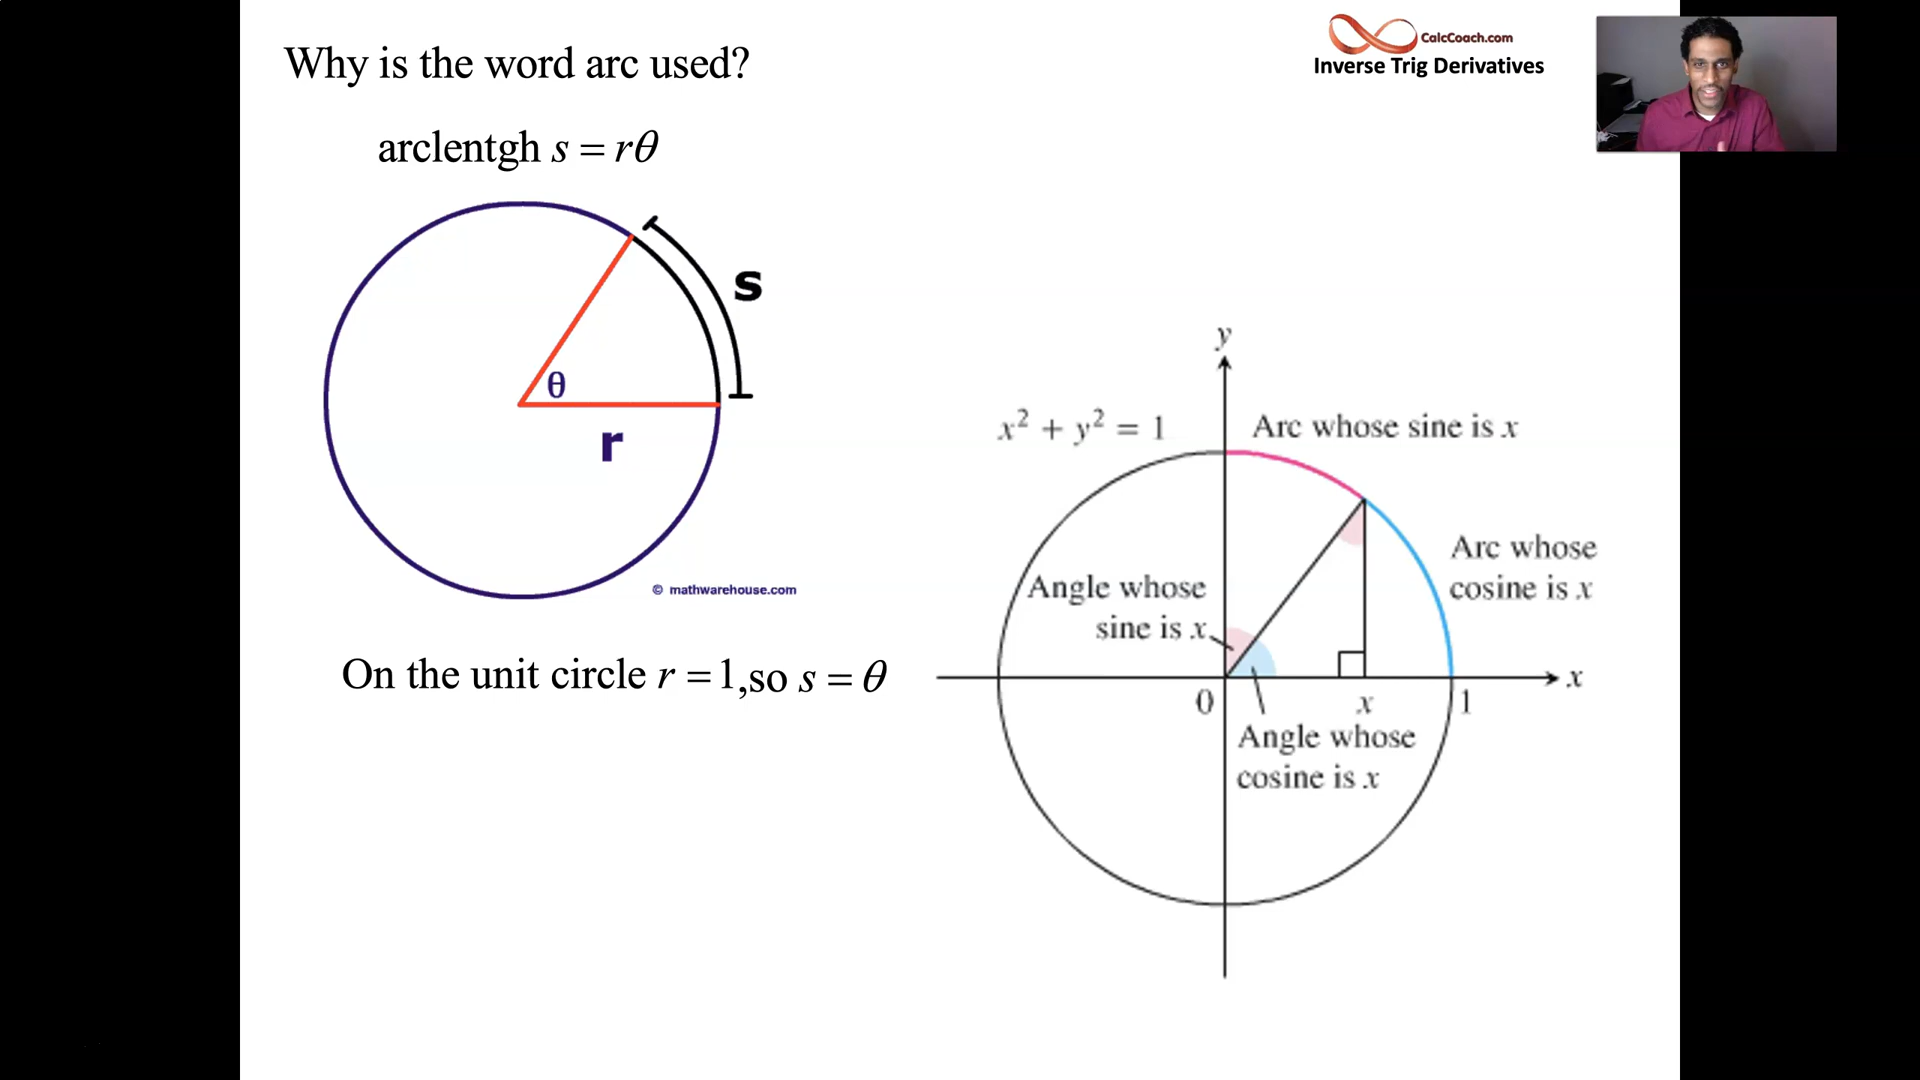 Why is the word arc used?
CalcCoach.com
Inverse Trig Derivatives
arclentgh s = rθ
s
θ
r
© mathwarehouse.com
On the unit circle r = 1, so s = θ
y
x² + y² = 1
Arc whose sine is x
Arc whose
cosine is x
Angle whose
sine is x
x
0
x
1
Angle whose
cosine is x